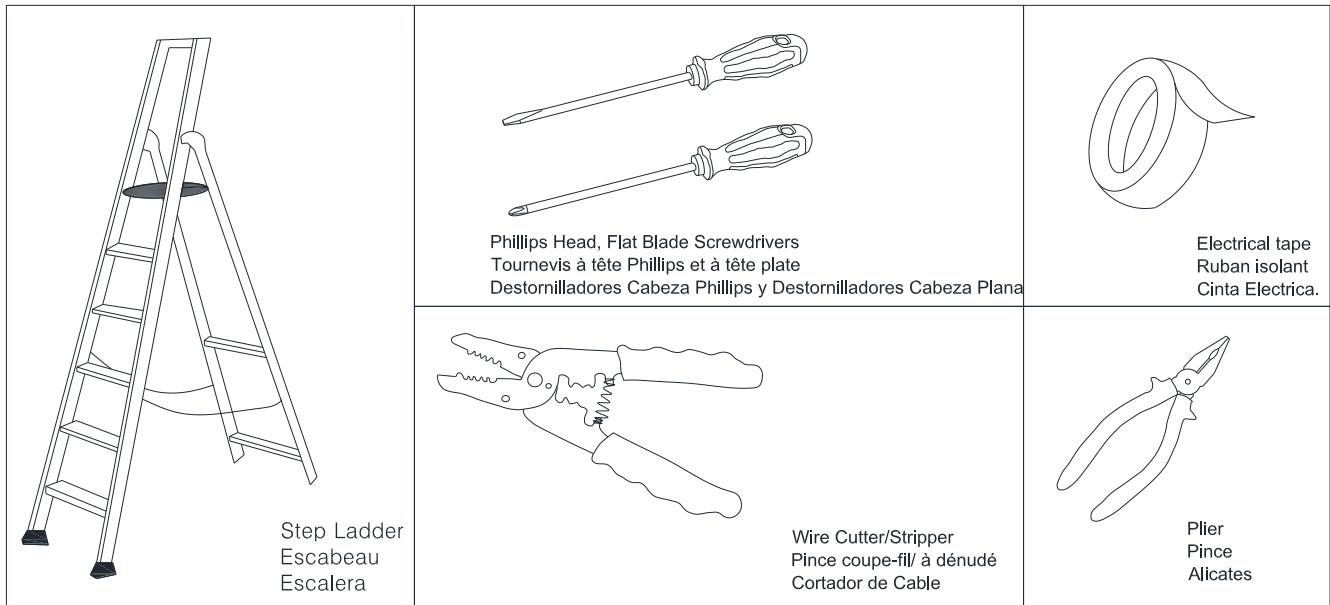 Step Ladder
Escabeau
Escalera
Phillips Head, Flat Blade Screwdrivers
Tournevis à tête Phillips et à tête plate
Destornilladores Cabeza Phillips y Destornilladores Cabeza Plana
Electrical tape
Ruban isolant
Cinta Electrica.
Wire Cutter/Stripper
Pince coupe-fil/ à dénudé
Cortador de Cable
Plier
Pince
Alicates